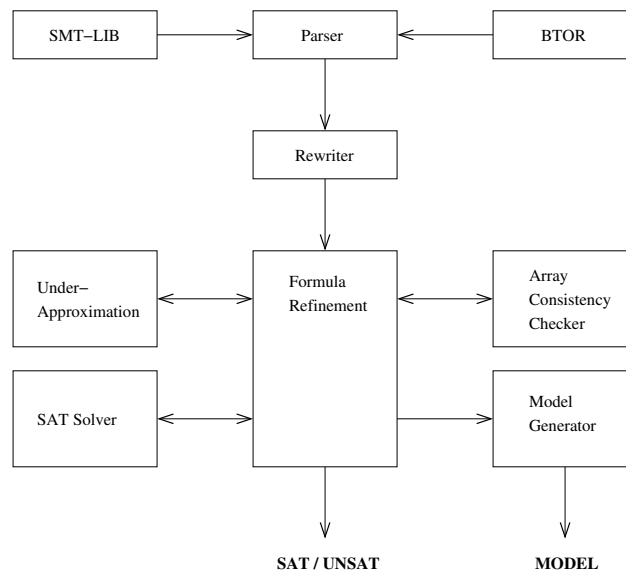 SMT–LIB
Parser
BTOR
Rewriter
Under–
Approximation
Formula
Refinement
Array
Consistency
Checker
SAT Solver
Model
Generator
SAT / UNSAT
MODEL